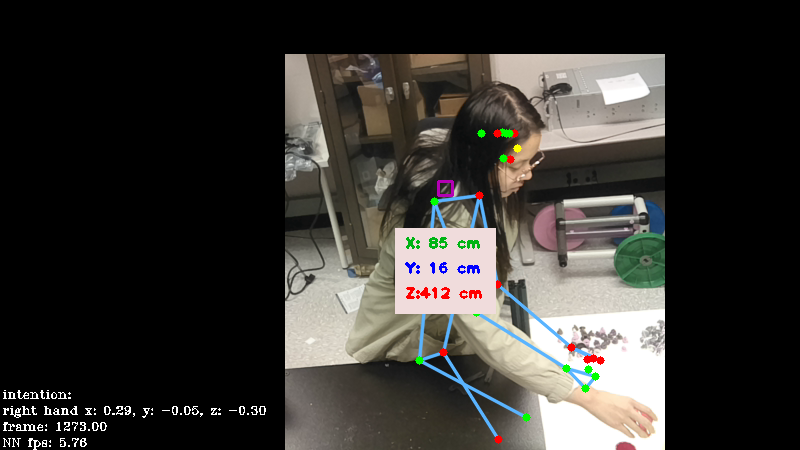 X: 85 cm
Y: 16 cm
Z:412 cm
intention:
right hand x: 0.29, y: -0.05, z: -0.30
frame: 1273.00
NN fps: 5.76